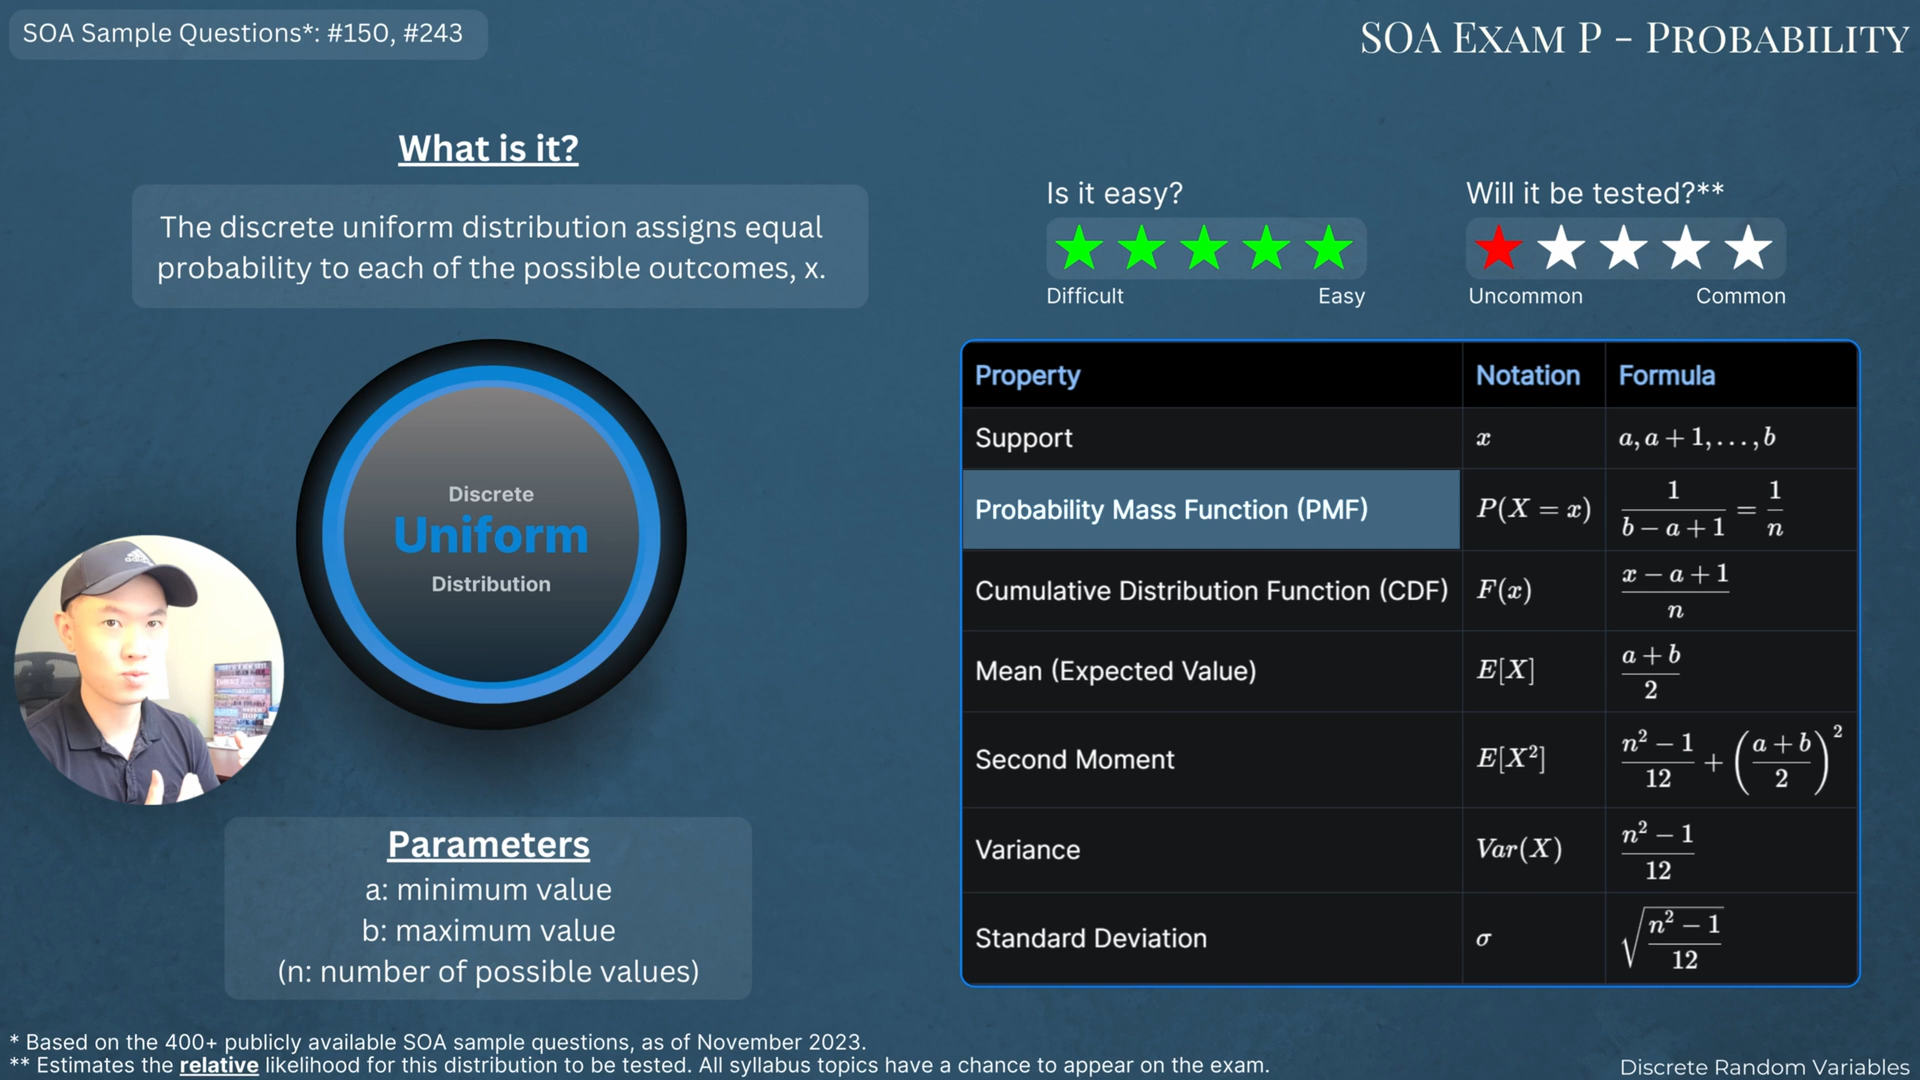 SOA Sample Questions*: #150, #243
SOA Exam P - Probability
What is it?
The discrete uniform distribution assigns equal
probability to each of the possible outcomes, x.
Is it easy?
Difficult Easy
Will it be tested?**
Uncommon Common
Discrete
Uniform
Distribution
Parameters
a: minimum value
b: maximum value
(n: number of possible values)
Property Notation Formula
Support x a, a + 1, . . . , b
Probability Mass Function (PMF) P(X = x) 1/(b − a + 1) = 1/n
Cumulative Distribution Function (CDF) F(x) (x − a + 1)/n
Mean (Expected Value) E[X] (a + b)/2
Second Moment E[X²] (n² − 1)/12 + ((a + b)/2)²
Variance Var(X) (n² − 1)/12
Standard Deviation σ √((n² − 1)/12)
* Based on the 400+ publicly available SOA sample questions, as of November 2023.
** Estimates the relative likelihood for this distribution to be tested. All syllabus topics have a chance to appear on the exam.
Discrete Random Variables